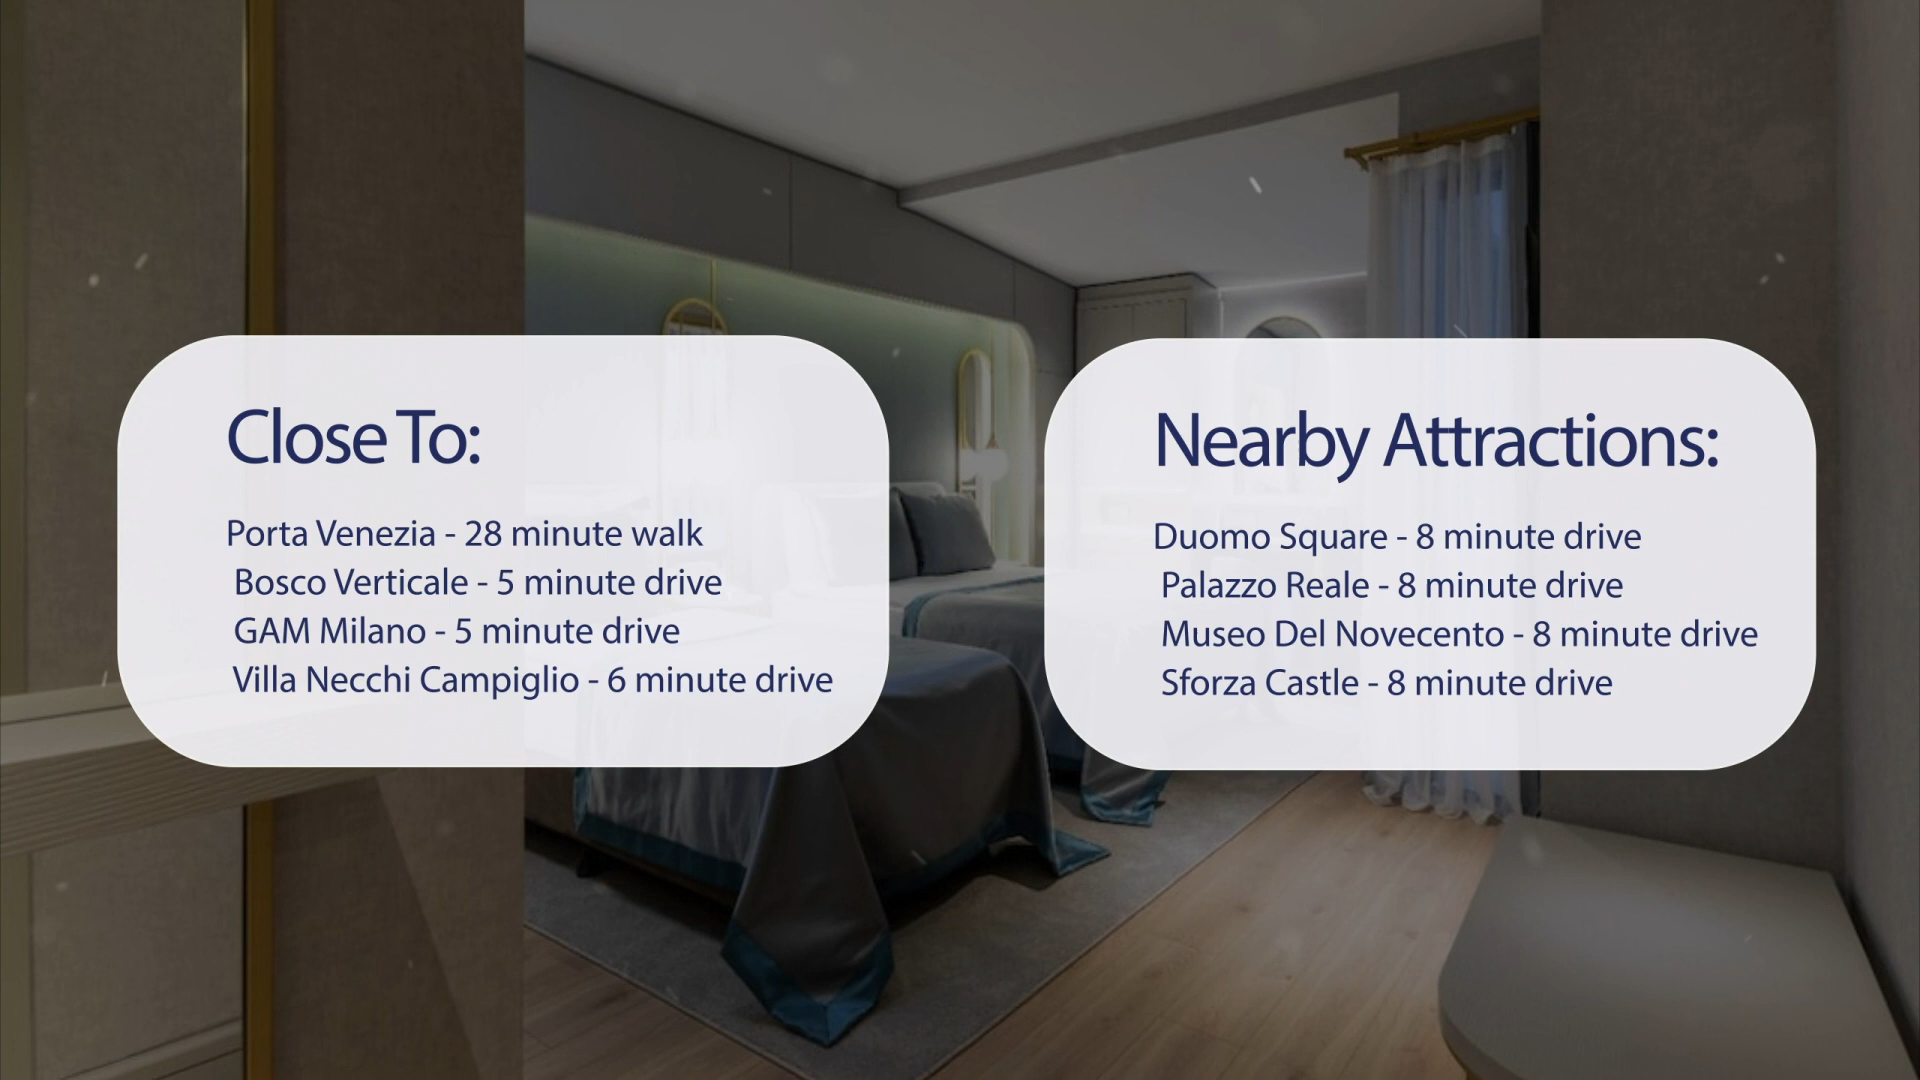 Close To:
Porta Venezia - 28 minute walk
Bosco Verticale - 5 minute drive
GAM Milano - 5 minute drive
Villa Necchi Campiglio - 6 minute drive
Nearby Attractions:
Duomo Square - 8 minute drive
Palazzo Reale - 8 minute drive
Museo Del Novecento - 8 minute drive
Sforza Castle - 8 minute drive